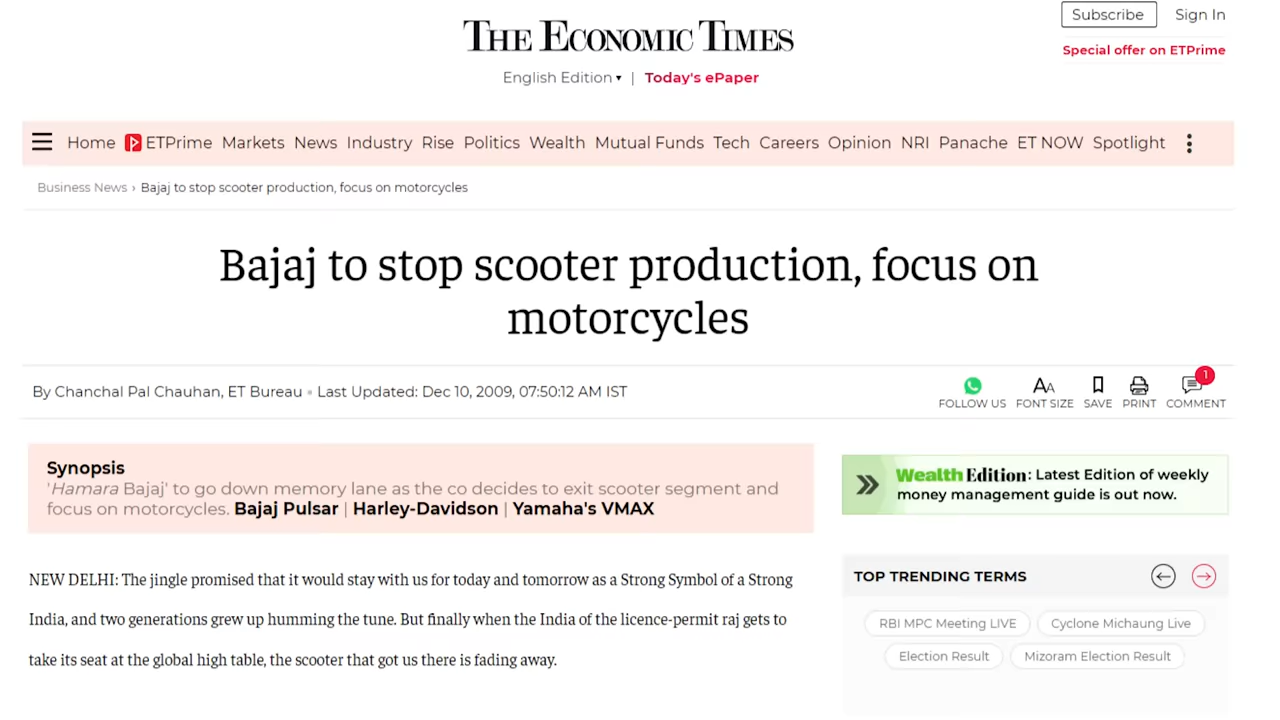 Subscribe Sign In
THE ECONOMIC TIMES
Special offer on ETPrime
English Edition | Today's ePaper
Home ETPrime Markets News Industry Rise Politics Wealth Mutual Funds Tech Careers Opinion NRI Panache ET NOW Spotlight
Business News › Bajaj to stop scooter production, focus on motorcycles
Bajaj to stop scooter production, focus on
motorcycles
By Chanchal Pal Chauhan, ET Bureau • Last Updated: Dec 10, 2009, 07:50:12 AM IST
1
FOLLOW US FONT SIZE SAVE PRINT COMMENT
Synopsis
'Hamara Bajaj' to go down memory lane as the co decides to exit scooter segment and
focus on motorcycles. Bajaj Pulsar | Harley-Davidson | Yamaha's VMAX
NEW DELHI: The jingle promised that it would stay with us for today and tomorrow as a Strong Symbol of a Strong
India, and two generations grew up humming the tune. But finally when the India of the licence-permit raj gets to
take its seat at the global high table, the scooter that got us there is fading away.
Wealth Edition: Latest Edition of weekly
money management guide is out now.
TOP TRENDING TERMS
RBI MPC Meeting LIVE Cyclone Michaung Live
Election Result Mizoram Election Result